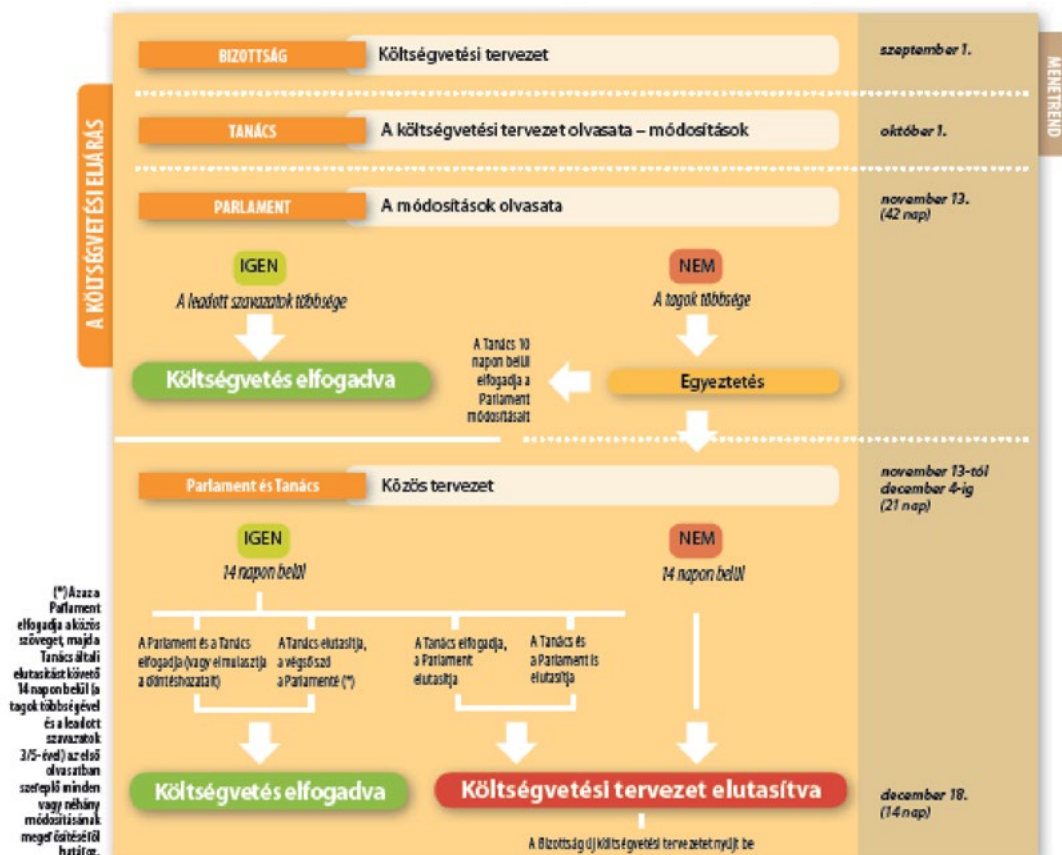 BIZOTTSÁG
Költségvetési tervezet
szeptember 1.
MENETREND
A KÖLTSÉGVETÉSI ELJÁRÁS
TANÁCS
A költségvetési tervezet olvasata – módosítások
október 1.
PARLAMENT
A módosítások olvasata
november 13.
(42 nap)
IGEN
A leadott szavazatok többsége
NEM
A tagok többsége
Költségvetés elfogadva
A Tanács 10
napon belül
elfogadja a
Parlament
módosításait
Egyeztetés
Parlament és Tanács
Közös tervezet
november 13-tól
december 4-ig
(21 nap)
IGEN
14 napon belül
NEM
14 napon belül
A Parlament és a Tanács
elfogadja (vagy elmulasztja
a döntéshozatalt)
A Tanács elutasítja,
a végső szó
a Parlamenté (*)
A Tanács elfogadja,
a Parlament
elutasítja
A Tanács és
a Parlament is
elutasítja
Költségvetés elfogadva
Költségvetési tervezet elutasítva
december 18.
(14 nap)
A Bizottság új költségvetési tervezetet nyújt be
(*) Azaz a
Parlament
elfogadja a közös
szöveget, majd a
Tanács általi
elutasítást követő
14 napon belül (a
tagok többségével
és a leadott
szavazatok
3/5-ével) az első
olvasatban
szereplő minden
vagy néhány
módosításának
megerősítéséről
határoz.